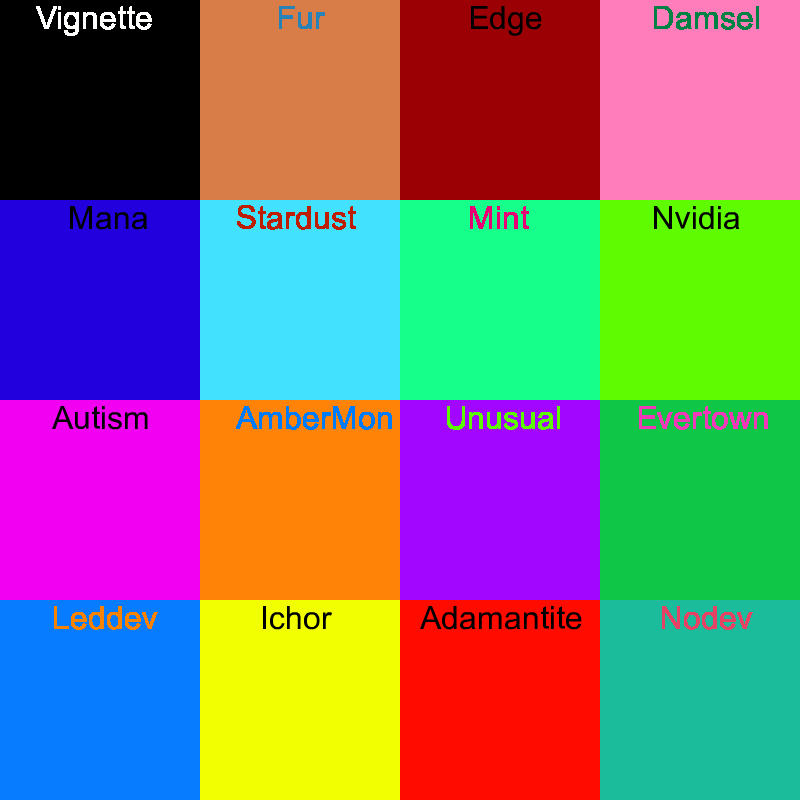 Vignette
Fur
Edge
Damsel
Mana
Stardust
Mint
Nvidia
Autism
AmberMon
Unusual
Evertown
Leddev
Ichor
Adamantite
Nodev